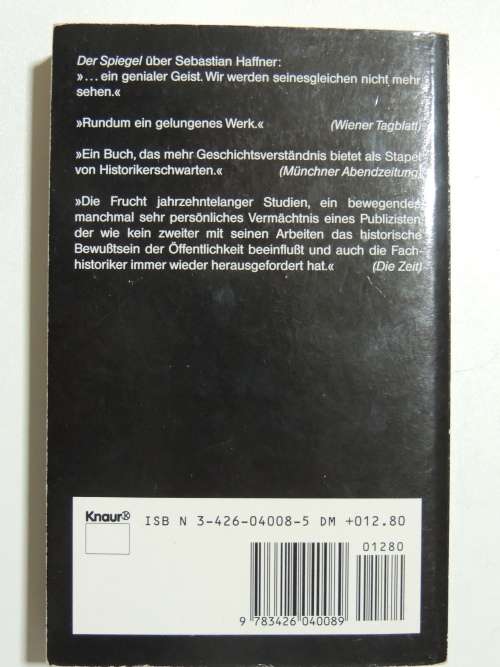 Der Spiegel über Sebastian Haffner:
»... ein genialer Geist. Wir werden seinesgleichen nicht mehr
sehen.«
»Rundum ein gelungenes Werk.« (Wiener Tagblatt)
»Ein Buch, das mehr Geschichtsverständnis bietet als Stapel
von Historikerschwarten.« (Münchner Abendzeitung)
»Die Frucht jahrzehntelanger Studien, ein bewegendes,
manchmal sehr persönliches Vermächtnis eines Publizisten,
der wie kein zweiter mit seinen Arbeiten das historische
Bewußtsein der Öffentlichkeit beeinflußt und auch die Fach-
historiker immer wieder herausgefordert hat.« (Die Zeit)
Knaur®
ISB N 3-426-04008-5 DM +012.80
01280
9 783426 040089